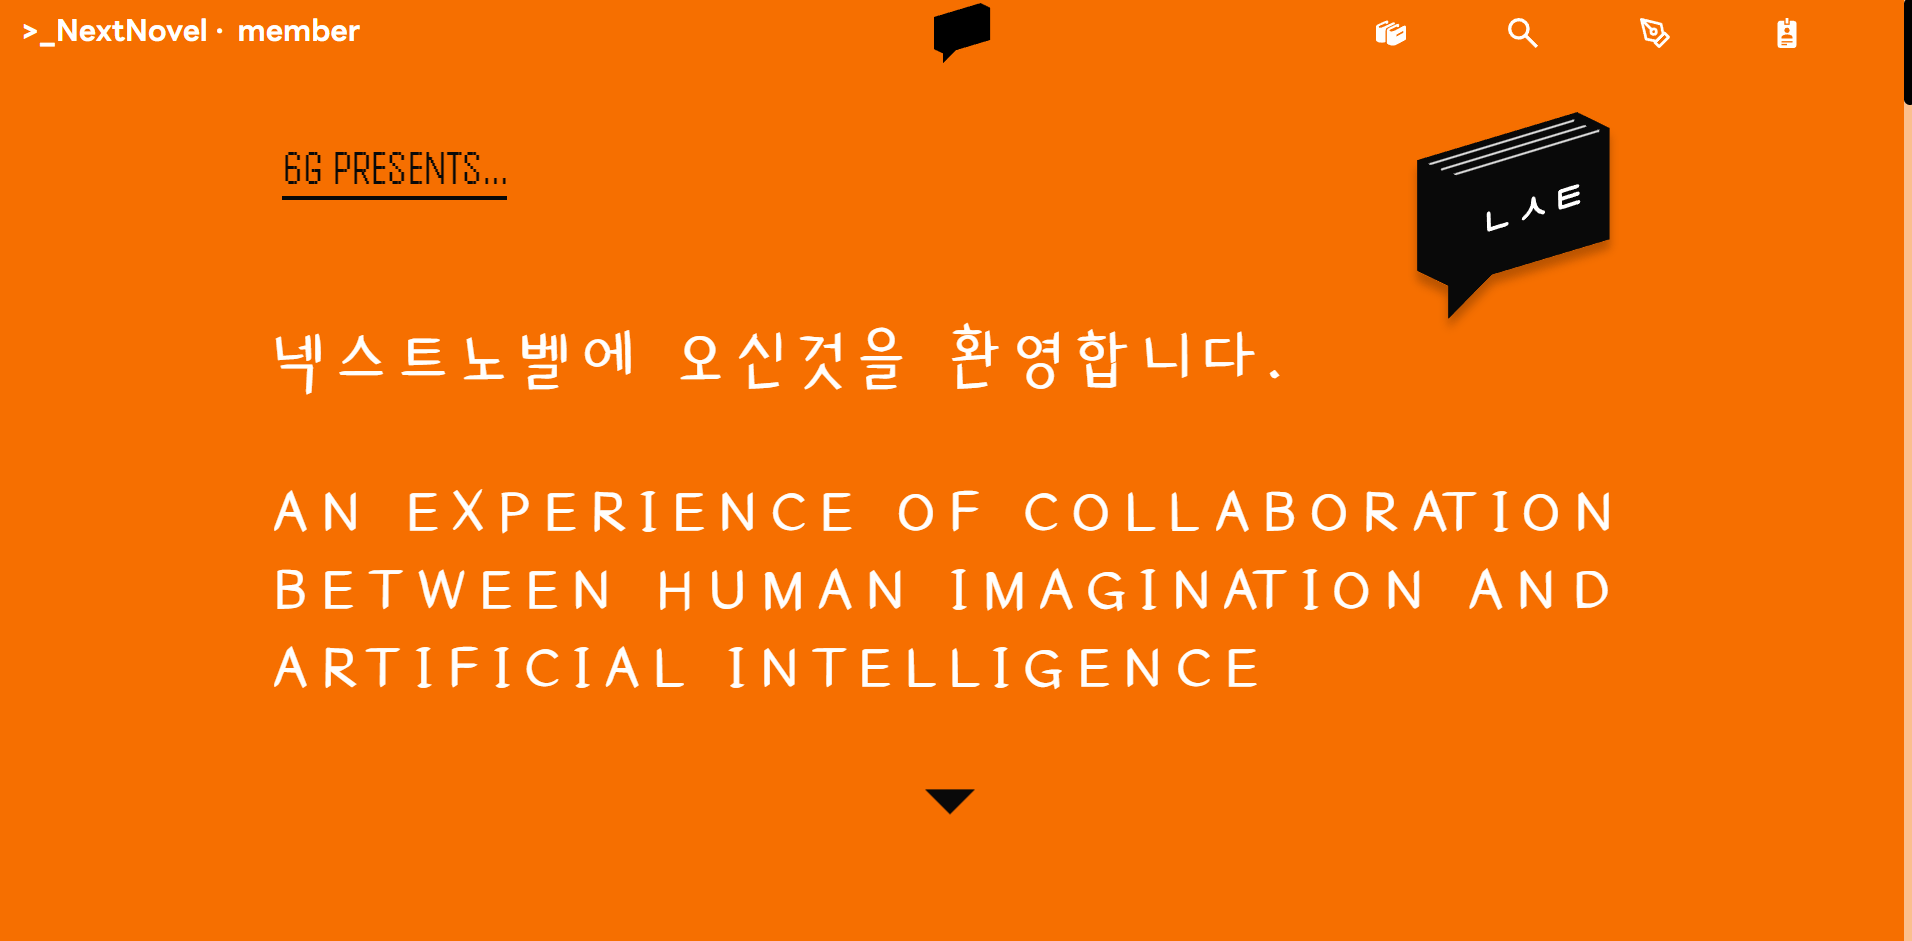 >_NextNovel · member
6G PRESENTS...
ㄴㅅㅌ
넥스트노벨에 오신것을 환영합니다.
AN EXPERIENCE OF COLLABORATION
BETWEEN HUMAN IMAGINATION AND
ARTIFICIAL INTELLIGENCE